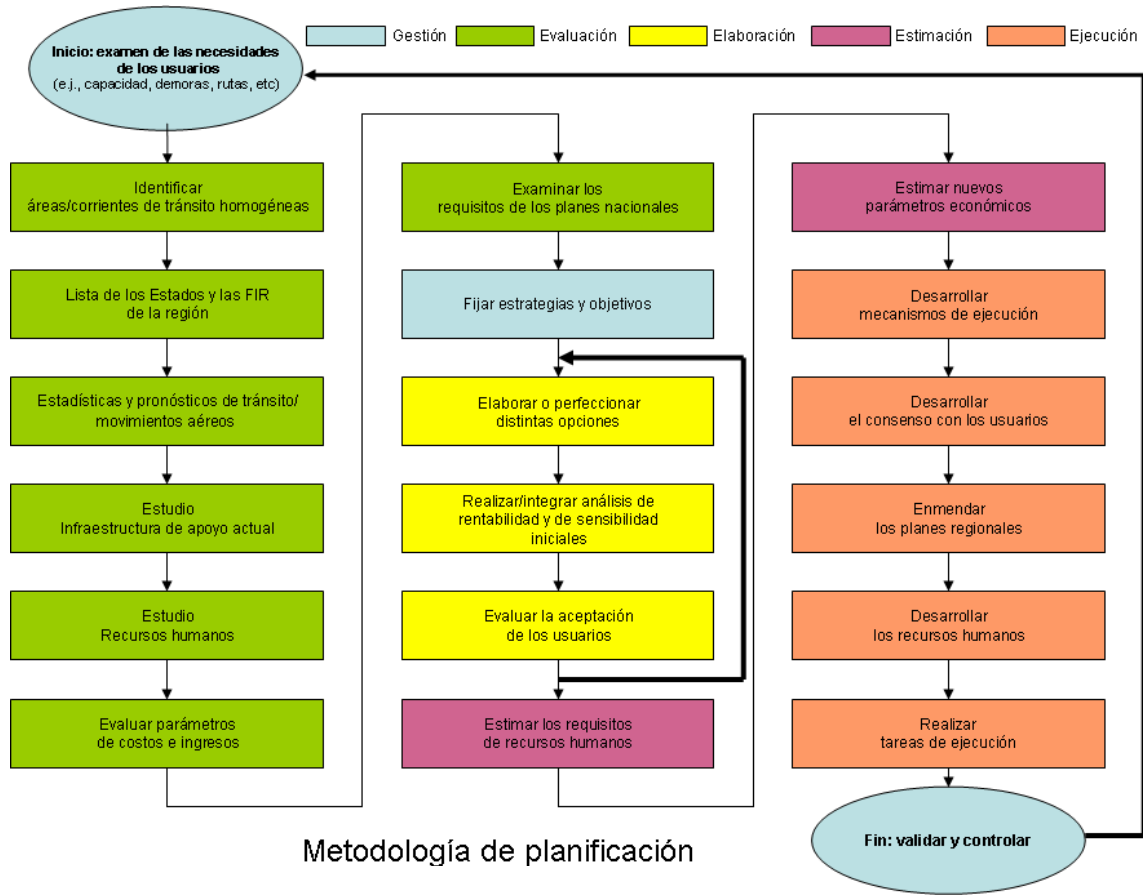 Inicio: examen de las necesidades
de los usuarios
(e.j., capacidad, demoras, rutas, etc)
Gestión
Evaluación
Elaboración
Estimación
Ejecución
Identificar
áreas/corrientes de tránsito homogéneas
Lista de los Estados y las FIR
de la región
Estadísticas y pronósticos de tránsito/
movimientos aéreos
Estudio
Infraestructura de apoyo actual
Estudio
Recursos humanos
Evaluar parámetros
de costos e ingresos
Examinar los
requisitos de los planes nacionales
Fijar estrategias y objetivos
Elaborar o perfeccionar
distintas opciones
Realizar/integrar análisis de
rentabilidad y de sensibilidad
iniciales
Evaluar la aceptación
de los usuarios
Estimar los requisitos
de recursos humanos
Estimar nuevos
parámetros económicos
Desarrollar
mecanismos de ejecución
Desarrollar
el consenso con los usuarios
Enmendar
los planes regionales
Desarrollar
los recursos humanos
Realizar
tareas de ejecución
Fin: validar y controlar
Metodología de planificación